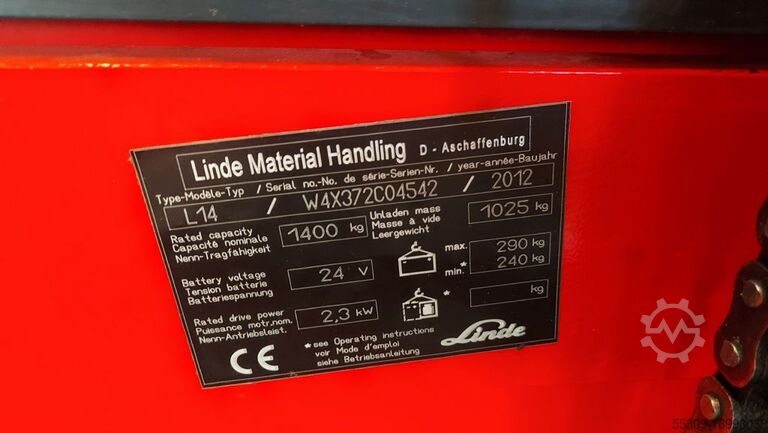 Linde Material Handling D - Aschaffenburg
Type-Modèle-Typ / Serial no.-No. de série-Serien-Nr. / year-année-Baujahr
L14 / W4X372C04542 / 2012
Rated capacity
Capacité nominale
Nenn-Tragfähigkeit
1400 kg
Unladen mass
Masse à vide
Leergewicht
1025 kg
Battery voltage
Tension batterie
Batteriespannung
24 V
max. 290 kg
min.* 240 kg
Rated drive power
Puissance motr.nom.
Nenn-Antriebsleist.
2,3 kW
* kg
*see Operating instructions
voir Mode d'emploi
siehe Betriebsanleitung
CE
Linde